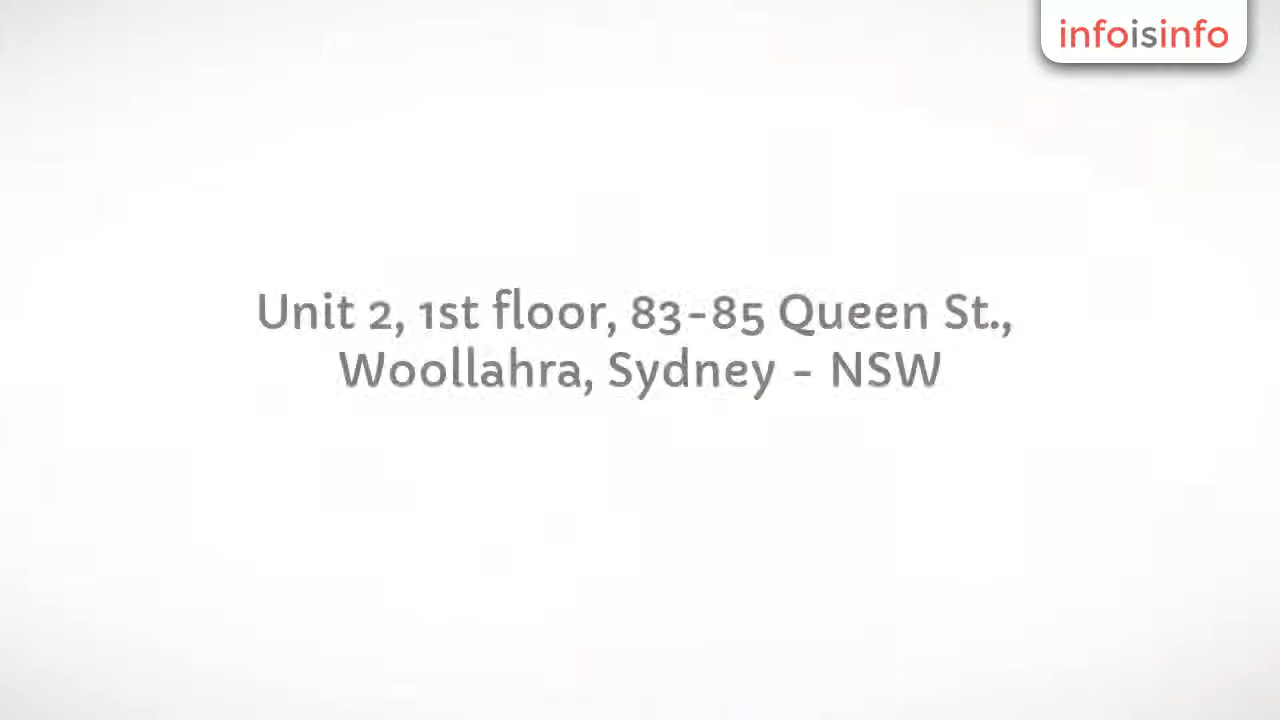 infoisinfo
Unit 2, 1st floor, 83-85 Queen St.,
Woollahra, Sydney - NSW